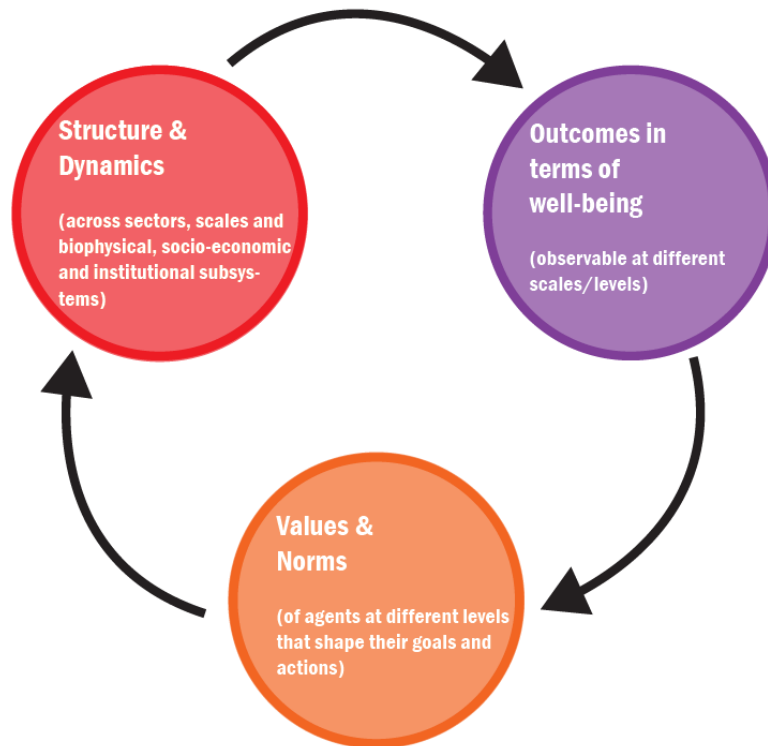 Structure &
Dynamics
(across sectors, scales and
biophysical, socio-economic
and institutional subsys-
tems)
Outcomes in
terms of
well-being
(observable at different
scales/levels)
Values &
Norms
(of agents at different levels
that shape their goals and
actions)